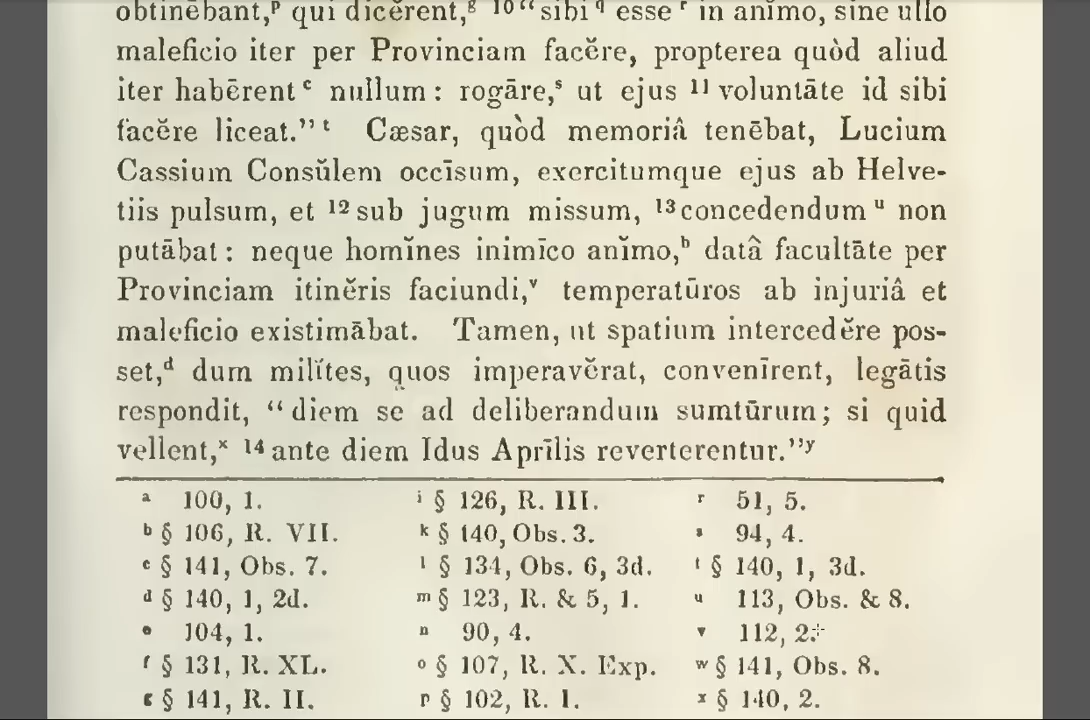 obtinēbant,ᵖ qui dicĕrent,ᵍ ¹⁰ “sibi ᑫ esse ʳ in anĭmo, sine ullo
maleficio iter per Provinciam facĕre, propterea quòd aliud
iter habērent ᶜ nullum: rogāre,ˢ ut ejus ¹¹ voluntāte id sibi
facĕre liceat.” ᵗ Cæsar, quòd memoriâ tenēbat, Lucium
Cassium Consŭlem occīsum, exercitumque ejus ab Helve-
tiis pulsum, et ¹² sub jugum missum, ¹³ concedendum ᵘ non
putābat: neque homĭnes inimīco anĭmo,ᵇ datâ facultāte per
Provinciam itinĕris faciundi,ᵛ temperatūros ab injuriâ et
maleficio existimābat. Tamen, ut spatium intercedĕre pos-
set,ᵈ dum milĭtes, quos imperavĕrat, convenīrent, legātis
respondit, “diem se ad deliberandum sumtūrum; si quid
vellent,ˣ ¹⁴ ante diem Idus Aprīlis reverterentur.”ʸ
ᵃ 100, 1. ⁱ § 126, R. III. ʳ 51, 5.
ᵇ § 106, R. VII. ᵏ § 140, Obs. 3. ˢ 94, 4.
ᶜ § 141, Obs. 7. ˡ § 134, Obs. 6, 3d. ᵗ § 140, 1, 3d.
ᵈ § 140, 1, 2d. ᵐ § 123, R. & 5, 1. ᵘ 113, Obs. & 8.
ᵉ 104, 1. ⁿ 90, 4. ᵛ 112, 2.
ᶠ § 131, R. XL. ᵒ § 107, R. X. Exp. ʷ § 141, Obs. 8.
ᵍ § 141, R. II. ᵖ § 102, R. I. ˣ § 140, 2.